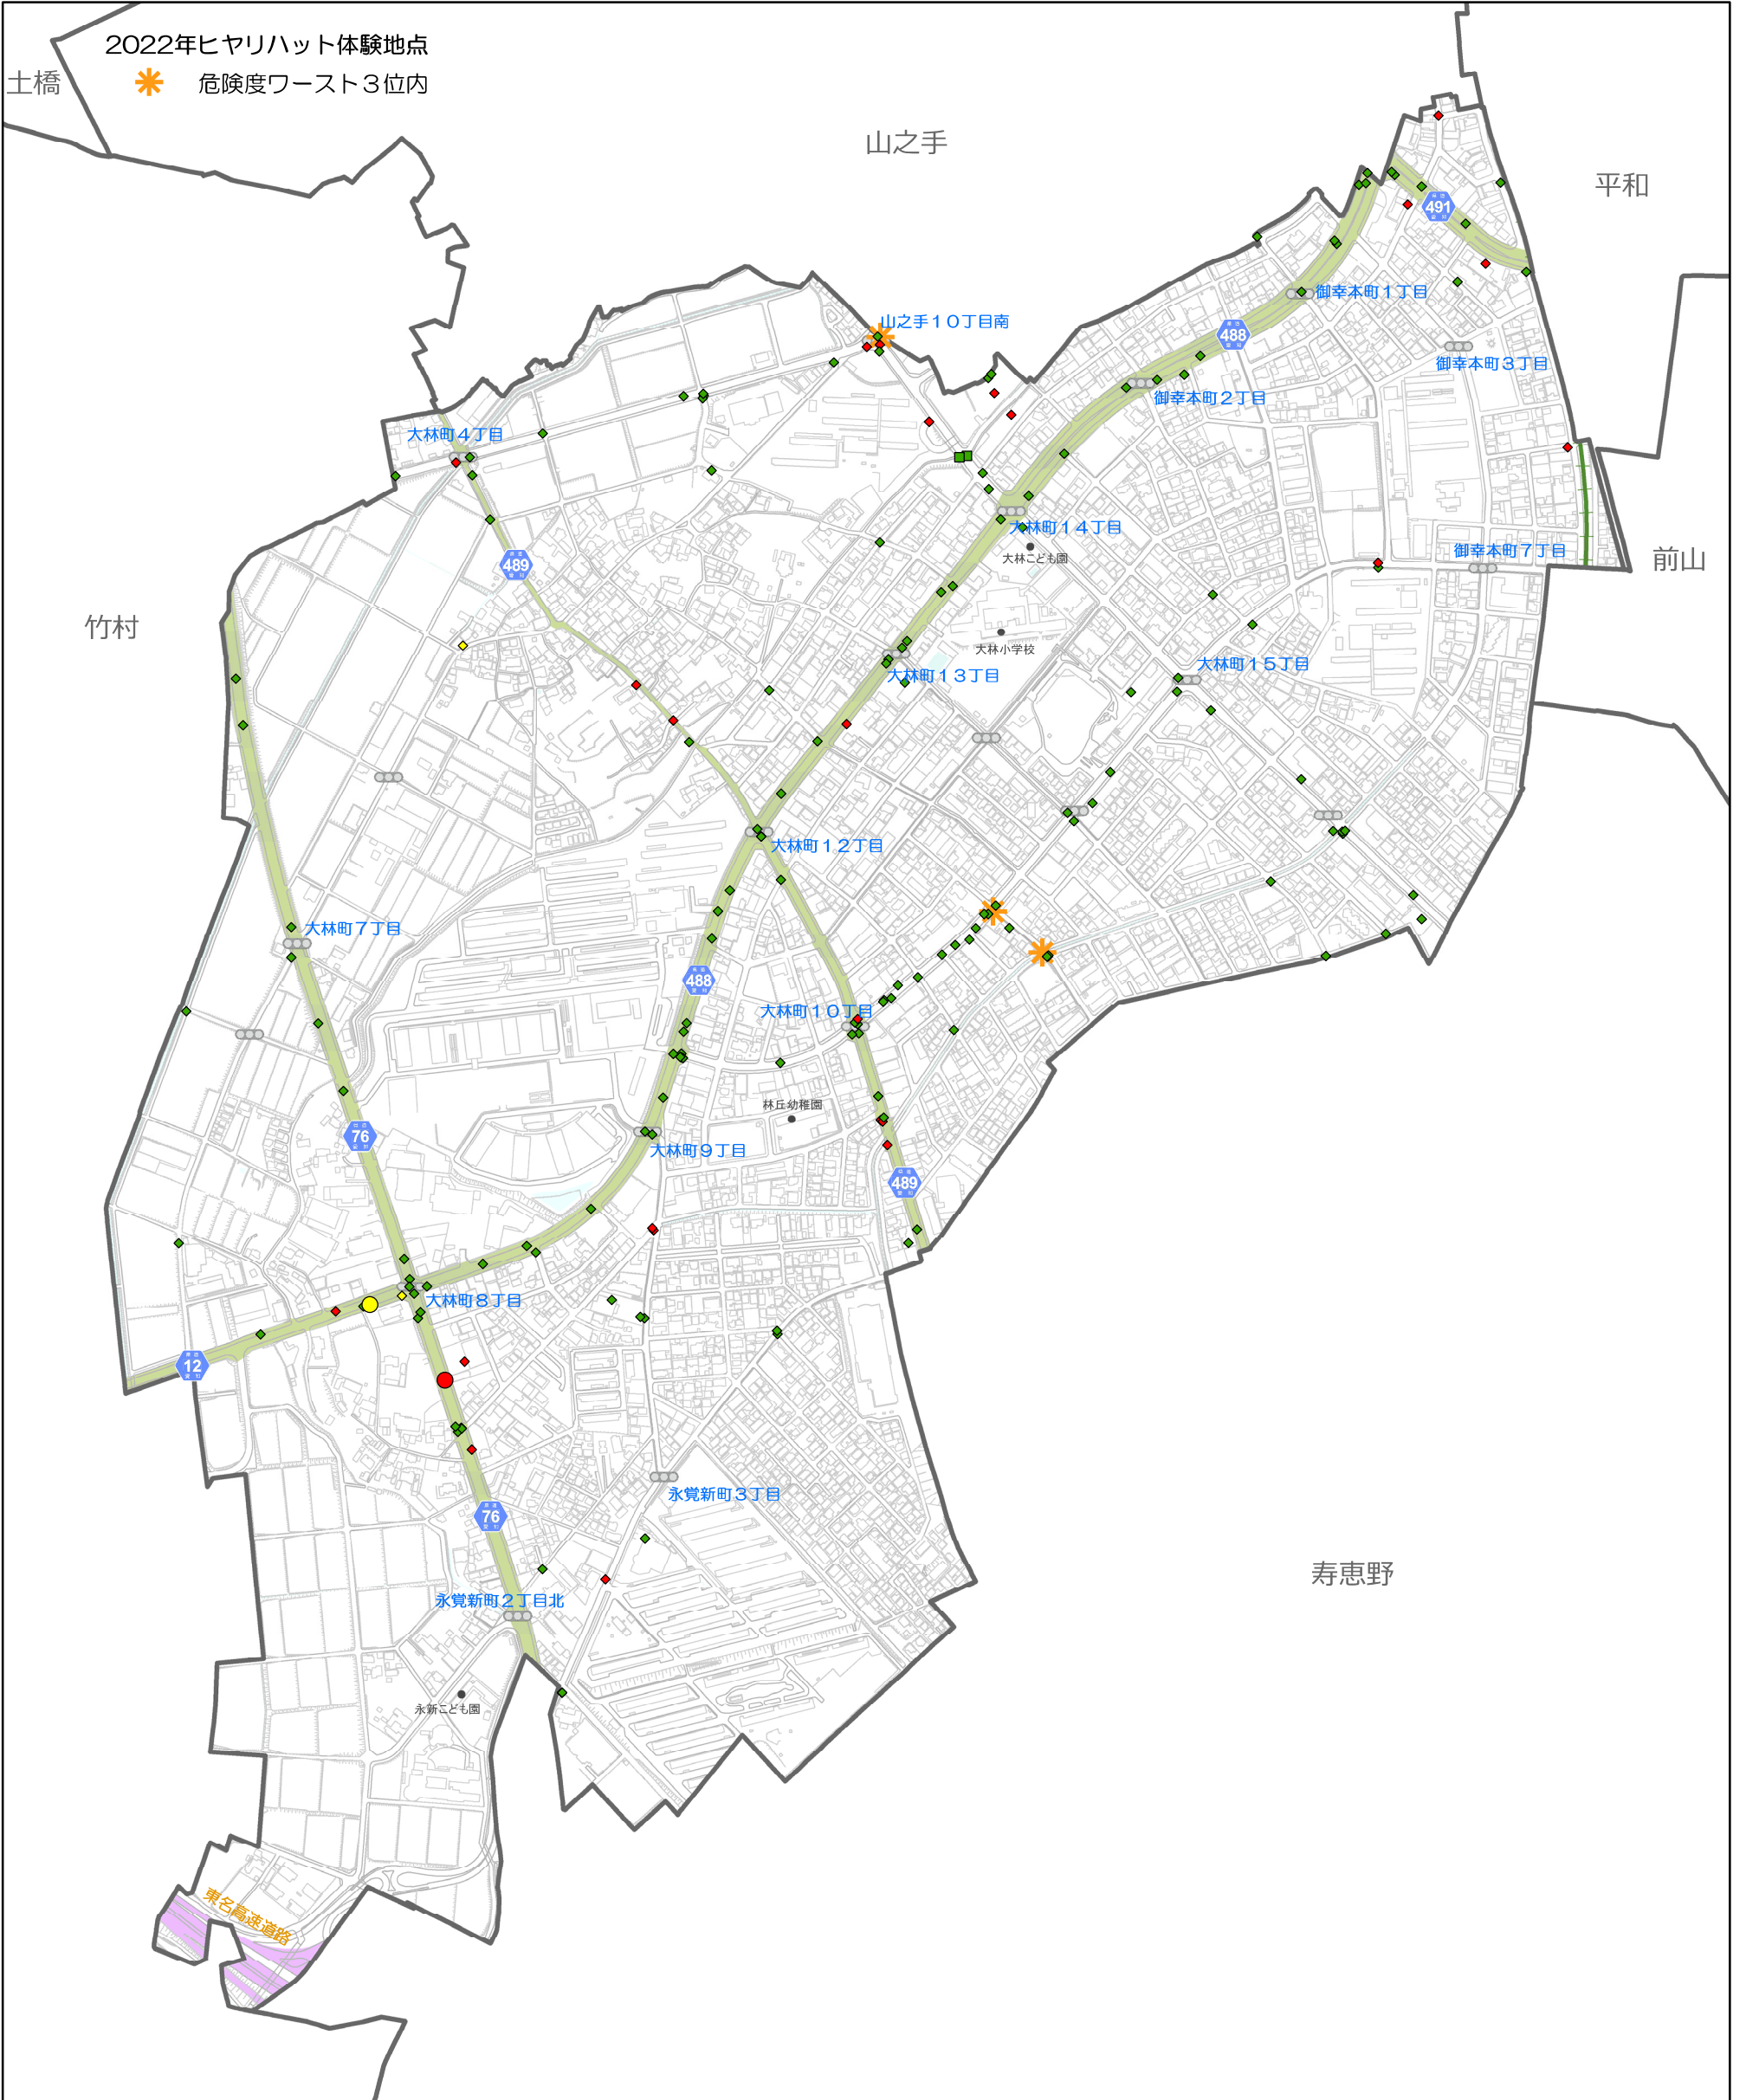 2022年ヒヤリハット体験地点
危険度ワースト3位内
土橋
山之手
平和
491
御幸本町1丁目
山之手10丁目南
488
御幸本町3丁目
御幸本町2丁目
大林町4丁目
大林町14丁目
大林こども園
御幸本町7丁目
前山
489
竹村
大林小学校
大林町15丁目
大林町13丁目
大林町12丁目
大林町7丁目
488
大林町10丁目
林丘幼稚園
76
大林町9丁目
489
大林町8丁目
12
永覚新町3丁目
76
寿恵野
永覚新町2丁目北
永新こども園
東名高速道路